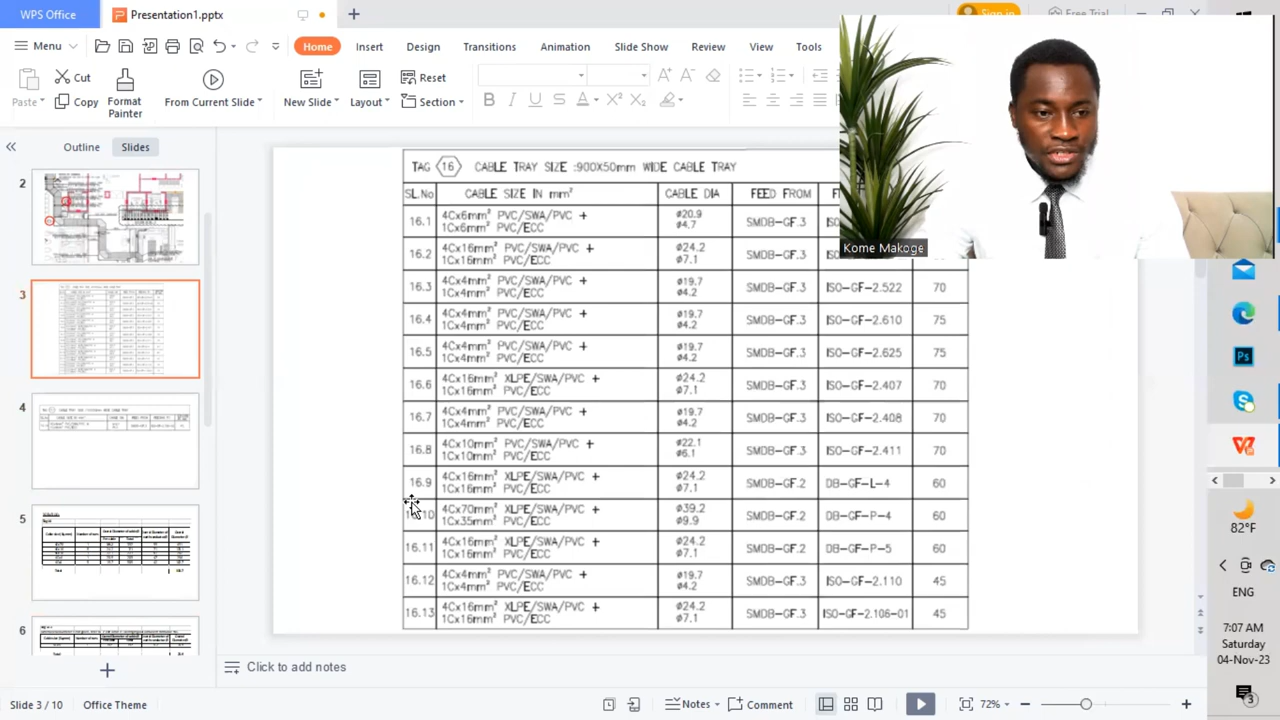 WPS Office
Presentation1.pptx
Sign in
Free Trial
Menu
Home
Insert
Design
Transitions
Animation
Slide Show
Review
View
Tools
Paste
Cut
Copy
Format Painter
From Current Slide
New Slide
Layout
Reset
Section
B I U S A X² X₂
Outline
Slides
2
3
4
5
6
TAG 16 CABLE TRAY SIZE :900X50mm WIDE CABLE TRAY
SL.No CABLE SIZE IN mm² CABLE DIA FEED FROM
16.1 4Cx6mm² PVC/SWA/PVC + ø20.9 SMDB-GF.3
1Cx6mm² PVC/ECC ø4.7
16.2 4Cx16mm² PVC/SWA/PVC + ø24.2 SMDB-GF.3
1Cx16mm² PVC/ECC ø7.1
16.3 4Cx4mm² PVC/SWA/PVC + ø19.7 SMDB-GF.3 ISO-GF-2.522 70
1Cx4mm² PVC/ECC ø4.2
16.4 4Cx4mm² PVC/SWA/PVC + ø19.7 SMDB-GF.3 ISO-GF-2.610 75
1Cx4mm² PVC/ECC ø4.2
16.5 4Cx4mm² PVC/SWA/PVC + ø19.7 SMDB-GF.3 ISO-GF-2.625 75
1Cx4mm² PVC/ECC ø4.2
16.6 4Cx16mm² XLPE/SWA/PVC + ø24.2 SMDB-GF.3 ISO-GF-2.407 70
1Cx16mm² PVC/ECC ø7.1
16.7 4Cx4mm² PVC/SWA/PVC + ø19.7 SMDB-GF.3 ISO-GF-2.408 70
1Cx4mm² PVC/ECC ø4.2
16.8 4Cx10mm² PVC/SWA/PVC + ø22.1 SMDB-GF.3 ISO-GF-2.411 70
1Cx10mm² PVC/ECC ø6.1
16.9 4Cx16mm² XLPE/SWA/PVC + ø24.2 SMDB-GF.2 DB-GF-L-4 60
1Cx16mm² PVC/ECC ø7.1
4Cx70mm² XLPE/SWA/PVC + ø39.2 SMDB-GF.2 DB-GF-P-4 60
1Cx35mm² PVC/ECC ø9.9
16.11 4Cx16mm² XLPE/SWA/PVC + ø24.2 SMDB-GF.2 DB-GF-P-5 60
1Cx16mm² PVC/ECC ø7.1
16.12 4Cx4mm² PVC/SWA/PVC + ø19.7 SMDB-GF.3 ISO-GF-2.110 45
1Cx4mm² PVC/ECC ø4.2
16.13 4Cx16mm² XLPE/SWA/PVC + ø24.2 SMDB-GF.3 ISO-GF-2.106-01 45
1Cx16mm² PVC/ECC ø7.1
Kome Makoge
Ps
82°F
ENG
7:07 AM
Saturday
04-Nov-23
3
Click to add notes
Slide 3 / 10
Office Theme
Notes
Comment
72%